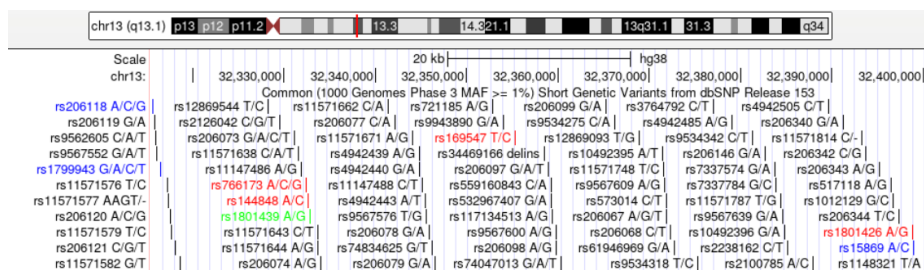 chr13 (q13.1) p13 p12 p11.2 13.3 14.3 21.1 13q31.1 31.3 q34
Scale 20 kb hg38
chr13: 32,330,000 32,340,000 32,350,000 32,360,000 32,370,000 32,380,000 32,390,000 32,400,000
Common (1000 Genomes Phase 3 MAF >= 1%) Short Genetic Variants from dbSNP Release 153
rs206118 A/C/G rs12869544 T/C rs11571662 C/A rs721185 A/G rs206099 G/A rs3764792 C/T rs4942505 C/T
rs206119 G/A rs2126042 C/G/T rs206077 C/A rs9943890 G/A rs9534275 C/A rs4942485 A/G rs206340 G/A
rs9562605 C/A/T rs206073 G/A/C/T rs11571671 A/G rs169547 T/C rs12869093 T/G rs9534342 C/T rs11571814 C/-
rs9567552 G/A/T rs11571638 C/A/T rs4942439 A/G rs34469166 delins rs10492395 A/T rs206146 G/A rs206342 C/G
rs1799943 G/A/C/T rs11147486 A/G rs4942440 G/A rs206097 G/A/T rs11571748 T/C rs7337574 G/A rs206343 A/G
rs11571576 T/C rs766173 A/C/G rs11147488 C/T rs559160843 C/A rs9567609 A/G rs7337784 G/C rs517118 A/G
rs11571577 AAGT/- rs144848 A/C rs4942443 A/T rs532967407 G/A rs573014 C/T rs11571787 T/G rs1012129 G/C
rs206120 A/C/G rs1801439 A/G rs9567576 T/G rs117134513 A/G rs206067 A/G/T rs9567639 G/A rs206344 T/C
rs11571579 T/C rs11571643 C/T rs206078 G/A rs9567600 A/G rs206068 C/T rs10492396 G/A rs1801426 A/G
rs206121 C/G/T rs11571644 A/G rs74834625 G/T rs206098 A/G rs61946969 G/A rs2238162 C/T rs15869 A/C
rs11571582 G/T rs206074 G/A rs206079 G/A rs74047013 G/A/T rs9534318 T/C rs2100785 A/C rs1148321 T/A